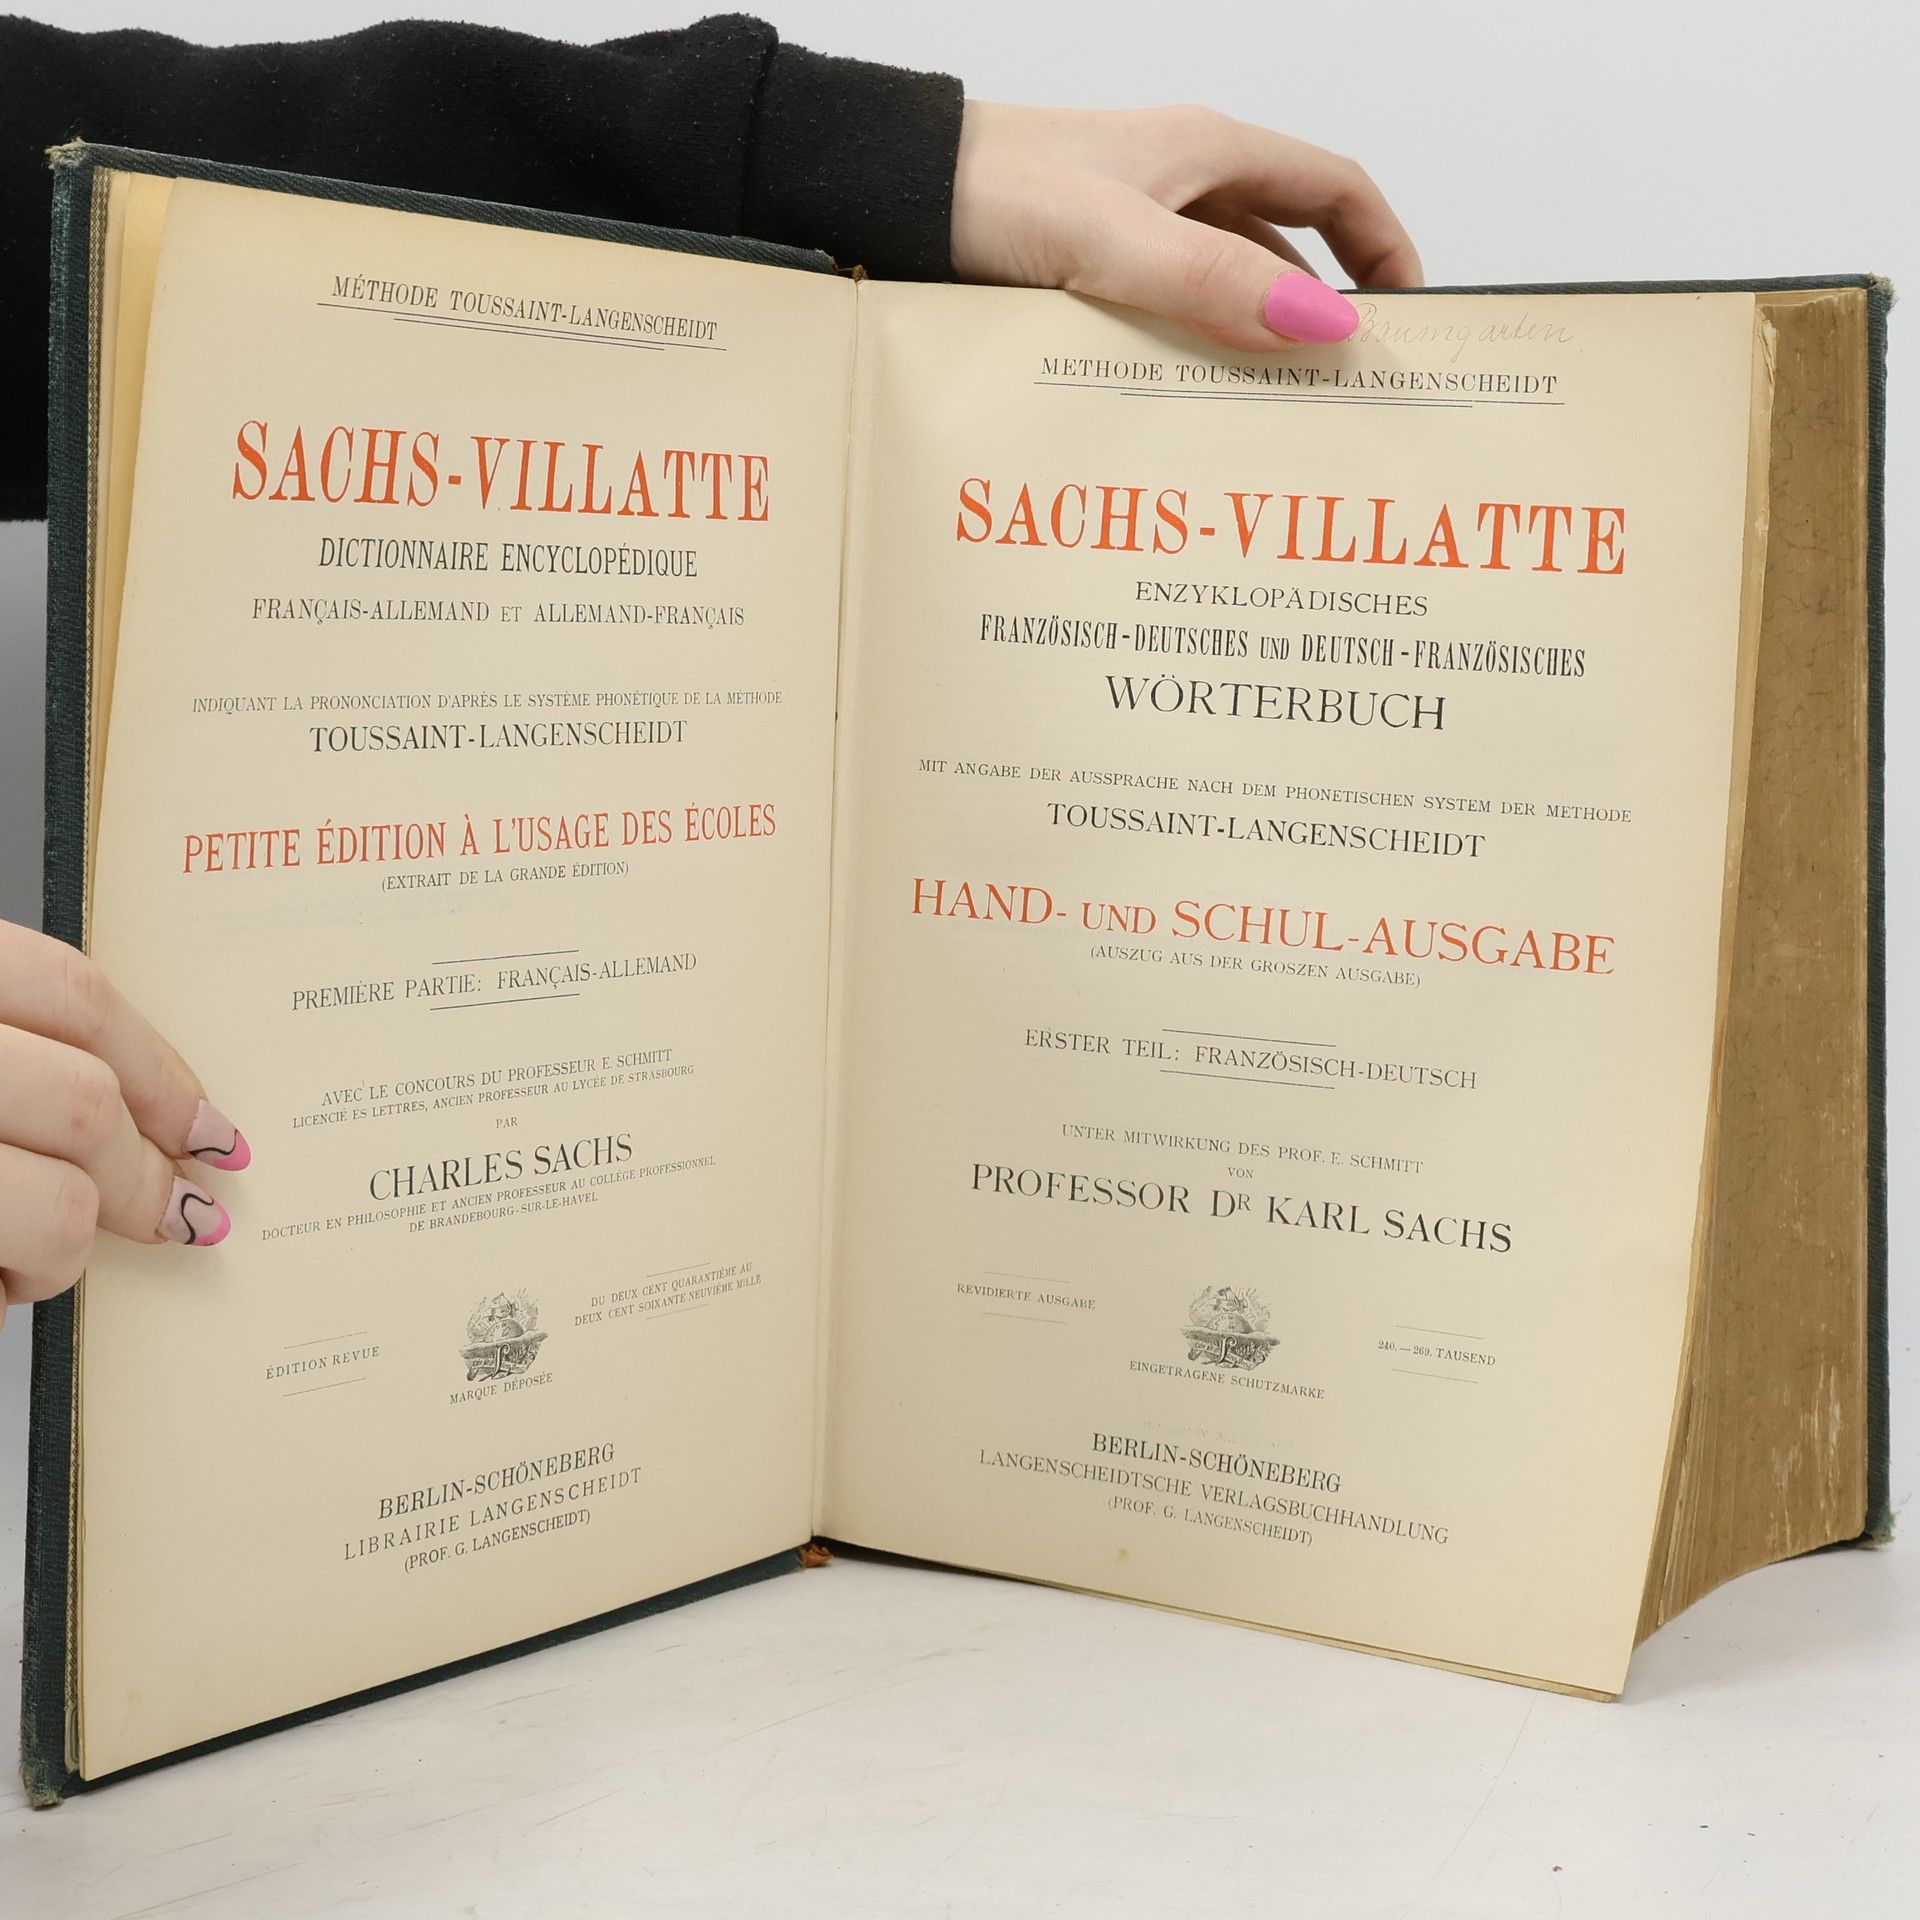 MÉTHODE TOUSSAINT-LANGENSCHEIDT
SACHS-VILLATTE
DICTIONNAIRE ENCYCLOPÉDIQUE
FRANÇAIS-ALLEMAND ET ALLEMAND-FRANÇAIS
INDIQUANT LA PRONONCIATION D'APRÈS LE SYSTÈME PHONÉTIQUE DE LA MÉTHODE
TOUSSAINT-LANGENSCHEIDT
PETITE ÉDITION À L'USAGE DES ÉCOLES
(EXTRAIT DE LA GRANDE ÉDITION)
PREMIÈRE PARTIE: FRANÇAIS-ALLEMAND
AVEC LE CONCOURS DU PROFESSEUR E. SCHMITT
LICENCIÉ ÈS LETTRES, ANCIEN PROFESSEUR AU LYCÉE DE STRASBOURG
PAR
CHARLES SACHS
DOCTEUR EN PHILOSOPHIE ET ANCIEN PROFESSEUR AU COLLÈGE PROFESSIONNEL
DE BRANDEBOURG-SUR-LE-HAVEL
ÉDITION REVUE
MARQUE DÉPOSÉE
DU DEUX CENT QUARANTIÈME AU
DEUX CENT SOIXANTE NEUVIÈME MILLE
BERLIN-SCHÖNEBERG
LIBRAIRIE LANGENSCHEIDT
(PROF. G. LANGENSCHEIDT)
Baumgarten
METHODE TOUSSAINT-LANGENSCHEIDT
SACHS-VILLATTE
ENZYKLOPÄDISCHES
FRANZÖSISCH-DEUTSCHES UND DEUTSCH-FRANZÖSISCHES
WÖRTERBUCH
MIT ANGABE DER AUSSPRACHE NACH DEM PHONETISCHEN SYSTEM DER METHODE
TOUSSAINT-LANGENSCHEIDT
HAND- UND SCHUL-AUSGABE
(AUSZUG AUS DER GROSZEN AUSGABE)
ERSTER TEIL: FRANZÖSISCH-DEUTSCH
UNTER MITWIRKUNG DES PROF. E. SCHMITT
VON
PROFESSOR DR KARL SACHS
REVIDIERTE AUSGABE
EINGETRAGENE SCHUTZMARKE
240.—269. TAUSEND
BERLIN-SCHÖNEBERG
LANGENSCHEIDTSCHE VERLAGSBUCHHANDLUNG
(PROF. G. LANGENSCHEIDT)